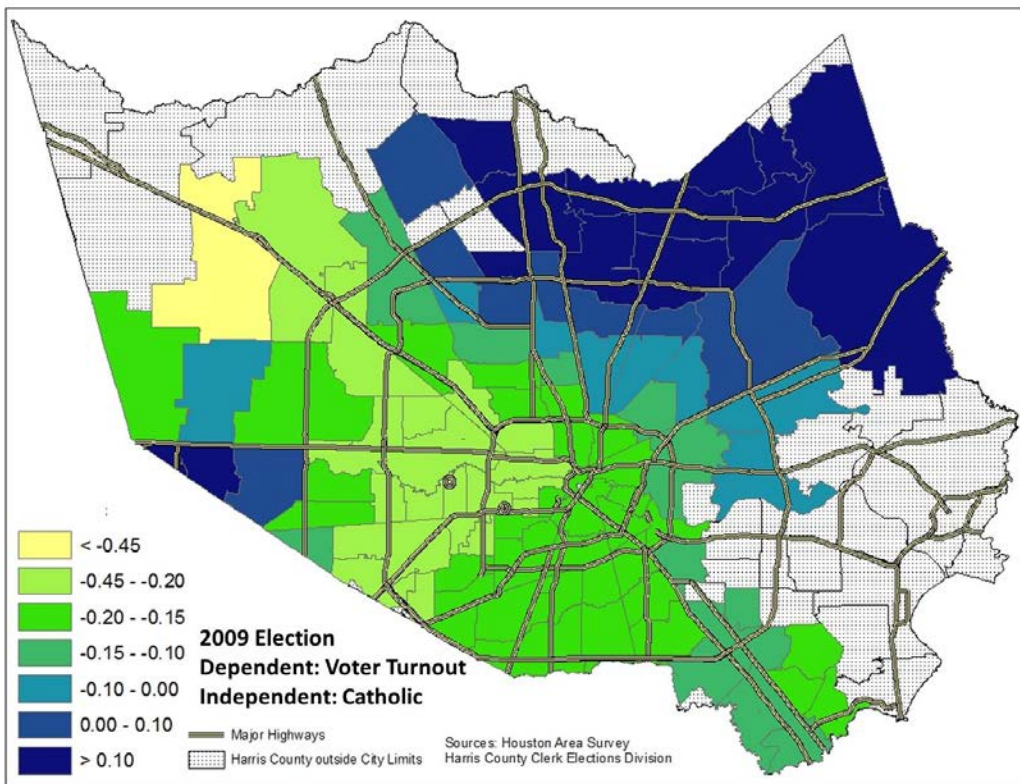 < -0.45
-0.45 - -0.20
-0.20 - -0.15
-0.15 - -0.10
-0.10 - 0.00
0.00 - 0.10
> 0.10
2009 Election
Dependent: Voter Turnout
Independent: Catholic
Major Highways
Harris County outside City Limits
Sources: Houston Area Survey
Harris County Clerk Elections Division